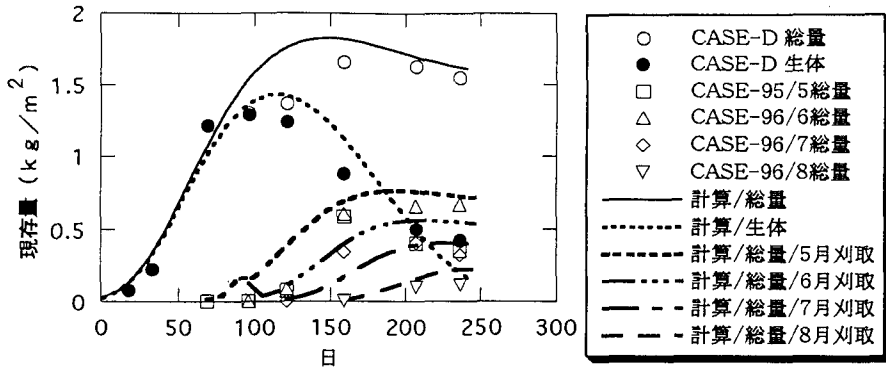 現存量 (kg/m²)
2
1.5
1
0.5
0
0
50
100
150
200
250
300
日
CASE-D 総量
CASE-D 生体
CASE-95/5総量
CASE-96/6総量
CASE-96/7総量
CASE-96/8総量
計算/総量
計算/生体
計算/総量/5月刈取
計算/総量/6月刈取
計算/総量/7月刈取
計算/総量/8月刈取